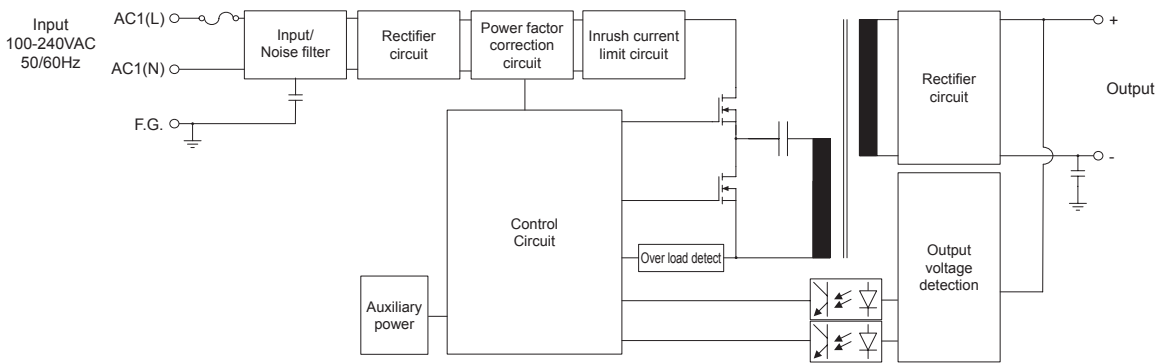 Input
100-240VAC
50/60Hz
AC1(L)
AC1(N)
F.G.
Input/
Noise filter
Rectifier
circuit
Power factor
correction
circuit
Inrush current
limit circuit
Rectifier
circuit
+
Output
-
Control
Circuit
Over load detect
Output
voltage
detection
Auxiliary
power